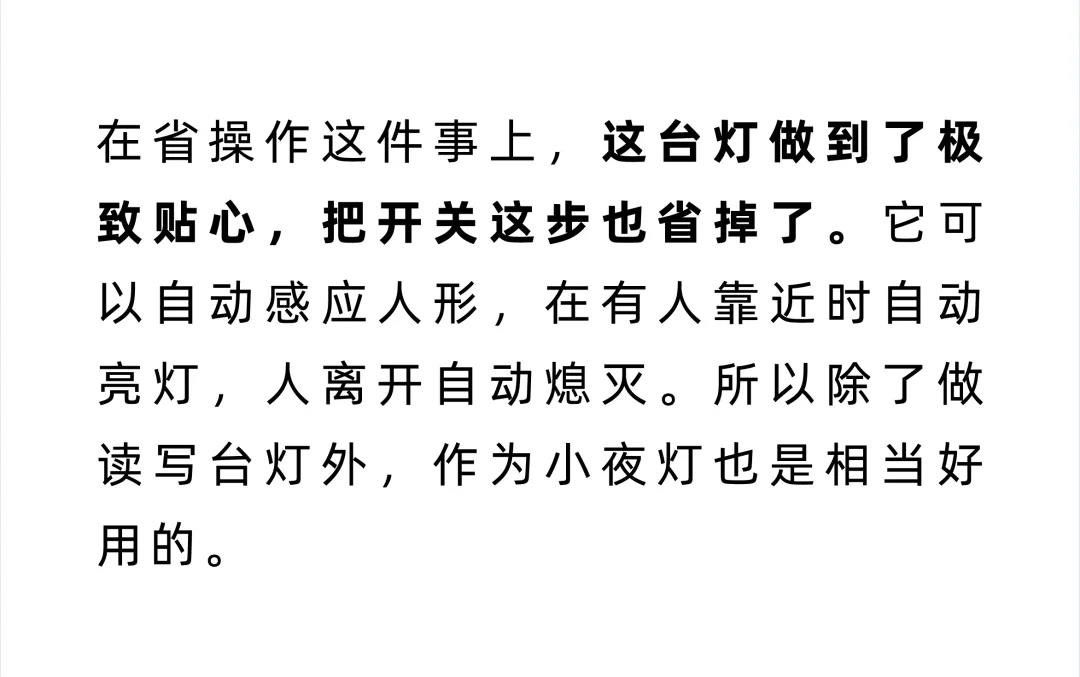 在省操作这件事上，这台灯做到了极
致贴心，把开关这步也省掉了。它可
以自动感应人形，在有人靠近时自动
亮灯，人离开自动熄灭。所以除了做
读写台灯外，作为小夜灯也是相当好
用的。